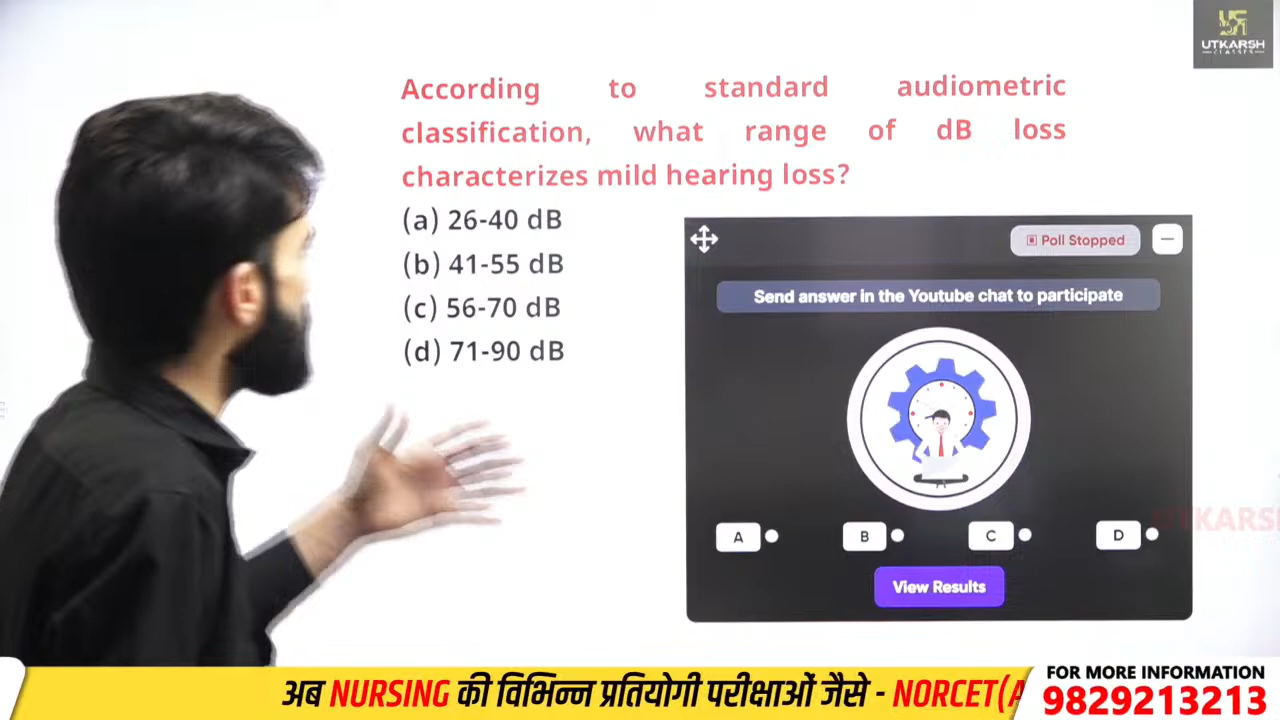 UTKARSH
CLASSES
According to standard audiometric
classification, what range of dB loss
characterizes mild hearing loss?
(a) 26-40 dB
(b) 41-55 dB
(c) 56-70 dB
(d) 71-90 dB
Poll Stopped
Send answer in the Youtube chat to participate
A
B
C
D
View Results
UTKARSH
अब NURSING की विभिन्न प्रतियोगी परीक्षाओं जैसे - NORCET(A
FOR MORE INFORMATION
9829213213